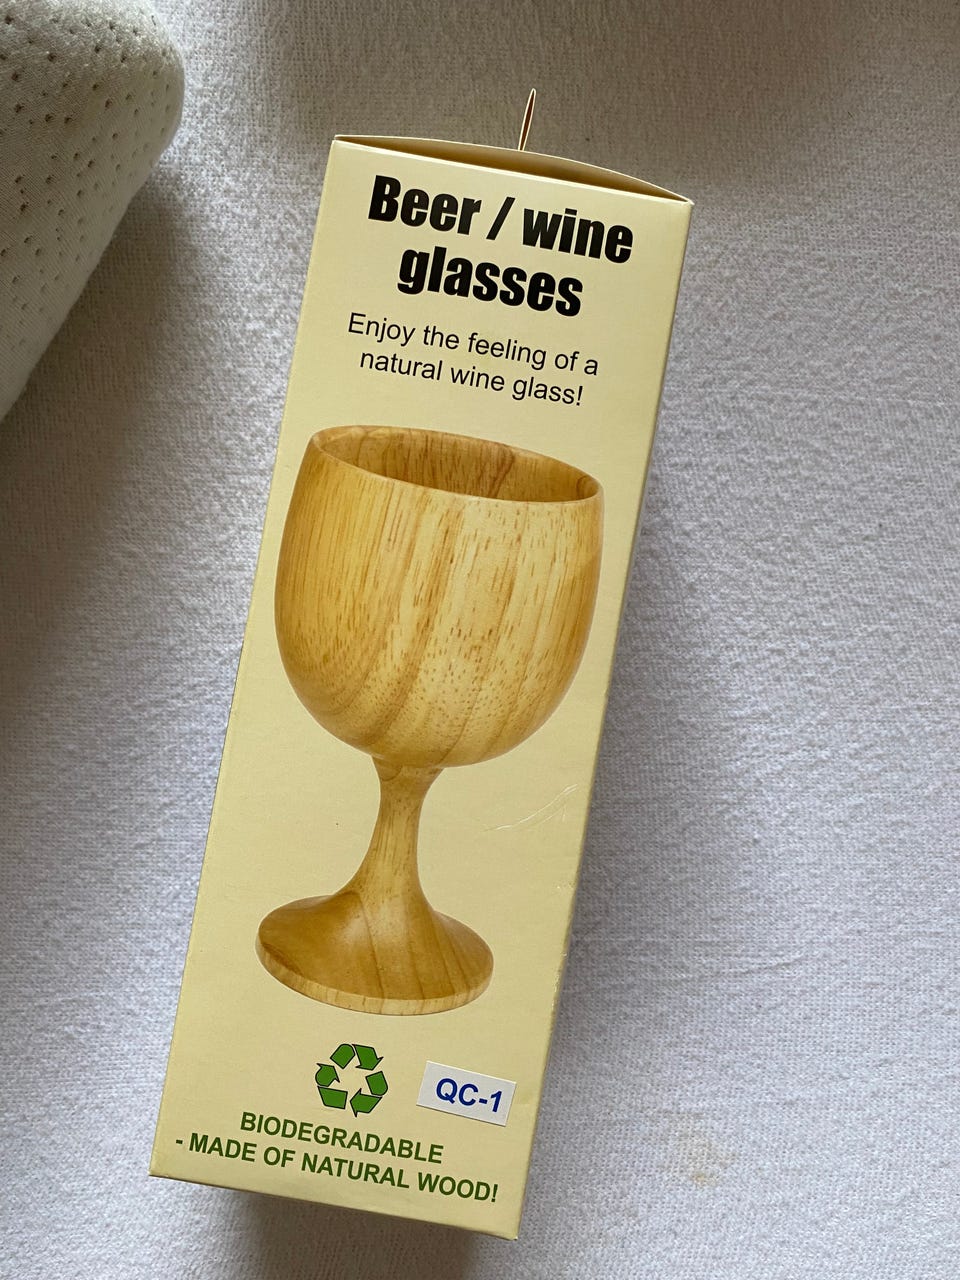 Beer / wine
glasses
Enjoy the feeling of a
natural wine glass!
QC-1
BIODEGRADABLE
- MADE OF NATURAL WOOD!